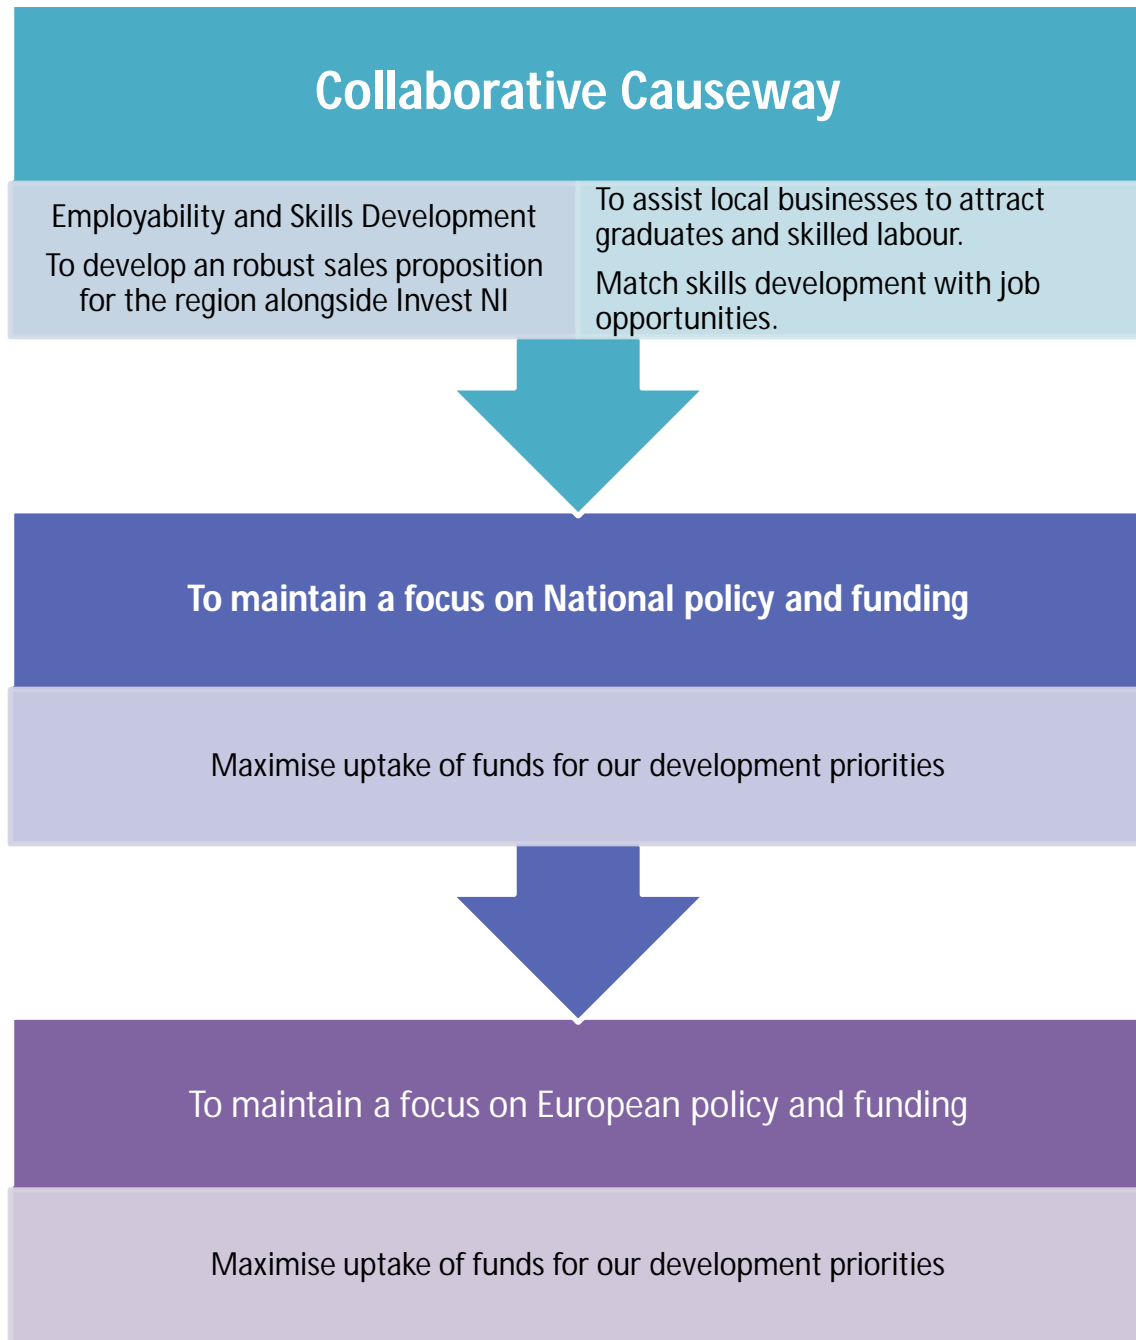 Collaborative Causeway
Employability and Skills Development
To develop an robust sales proposition
for the region alongside Invest NI
To assist local businesses to attract
graduates and skilled labour.
Match skills development with job
opportunities.
To maintain a focus on National policy and funding
Maximise uptake of funds for our development priorities
To maintain a focus on European policy and funding
Maximise uptake of funds for our development priorities